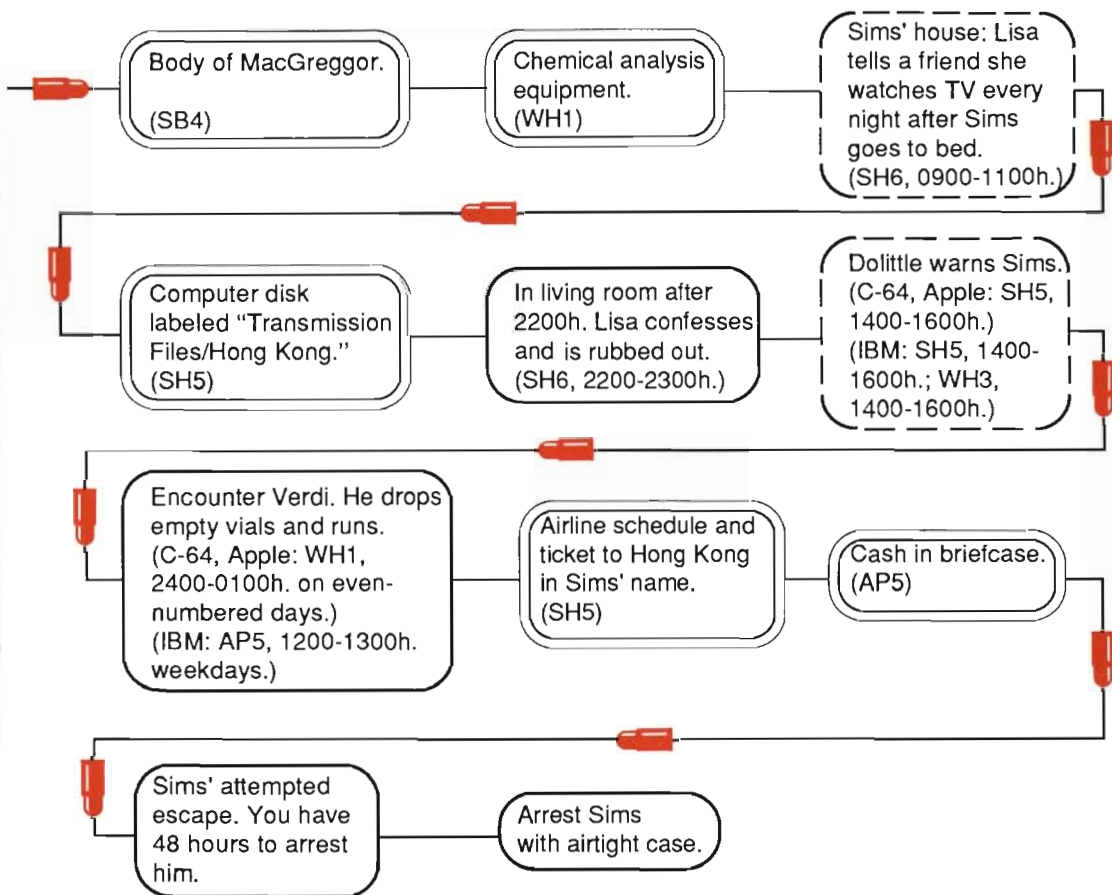 Body of MacGreggor.
(SB4)
Chemical analysis
equipment.
(WH1)
Sims' house: Lisa
tells a friend she
watches TV every
night after Sims
goes to bed.
(SH6, 0900-1100h.)
Computer disk
labeled “Transmission
Files/Hong Kong.”
(SH5)
In living room after
2200h. Lisa confesses
and is rubbed out.
(SH6, 2200-2300h.)
Dolittle warns Sims.
(C-64, Apple: SH5,
1400-1600h.)
(IBM: SH5, 1400-
1600h.; WH3,
1400-1600h.)
Encounter Verdi. He drops
empty vials and runs.
(C-64, Apple: WH1,
2400-0100h. on even-
numbered days.)
(IBM: AP5, 1200-1300h.
weekdays.)
Airline schedule and
ticket to Hong Kong
in Sims' name.
(SH5)
Cash in briefcase.
(AP5)
Sims' attempted
escape. You have
48 hours to arrest
him.
Arrest Sims
with airtight case.